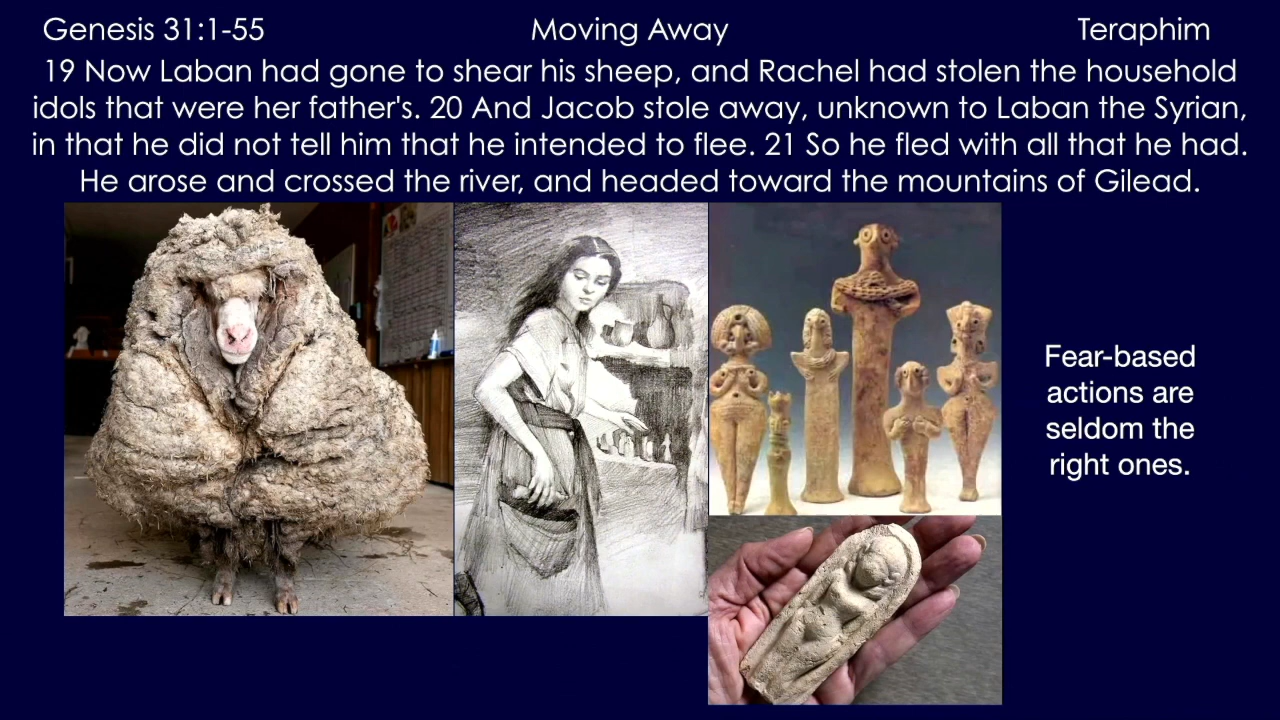 Genesis 31:1-55 Moving Away Teraphim
19 Now Laban had gone to shear his sheep, and Rachel had stolen the household
idols that were her father's. 20 And Jacob stole away, unknown to Laban the Syrian,
in that he did not tell him that he intended to flee. 21 So he fled with all that he had.
He arose and crossed the river, and headed toward the mountains of Gilead.
Fear-based
actions are
seldom the
right ones.